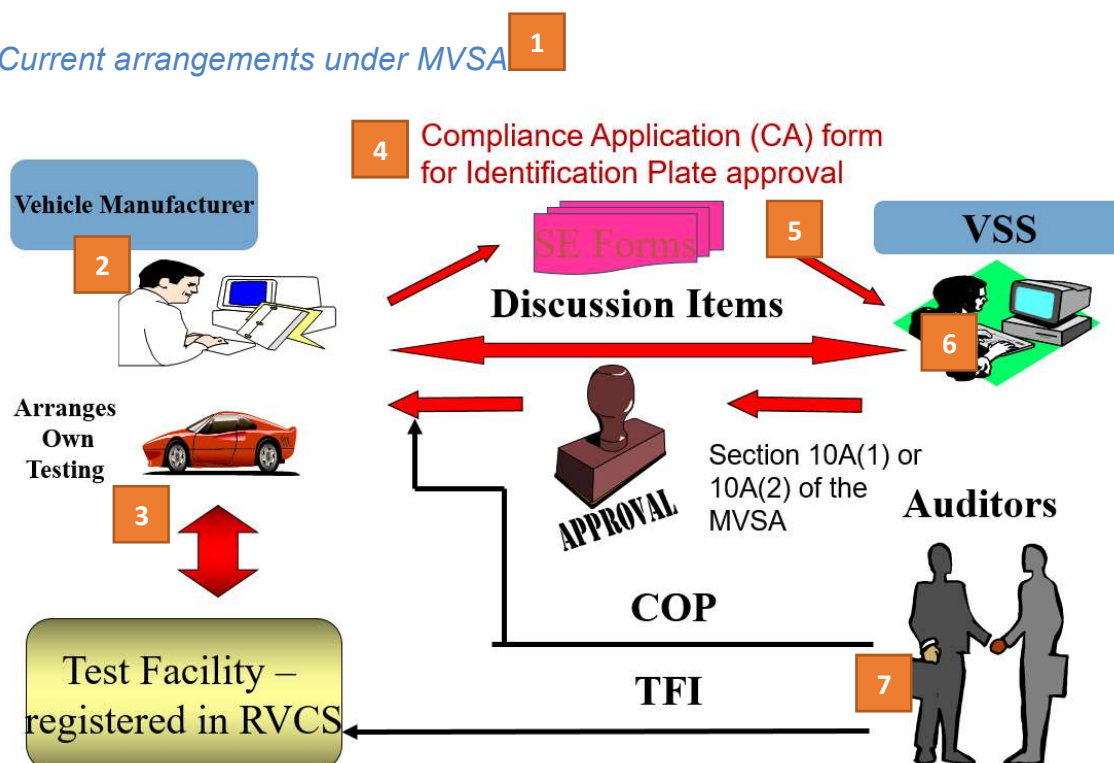 Current arrangements under MVSA
1
4
Compliance Application (CA) form
for Identification Plate approval
Vehicle Manufacturer
2
SE Forms
5
VSS
Discussion Items
6
Arranges
Own
Testing
3
APPROVAL
Section 10A(1) or
10A(2) of the
MVSA
Auditors
COP
Test Facility –
registered in RVCS
TFI
7